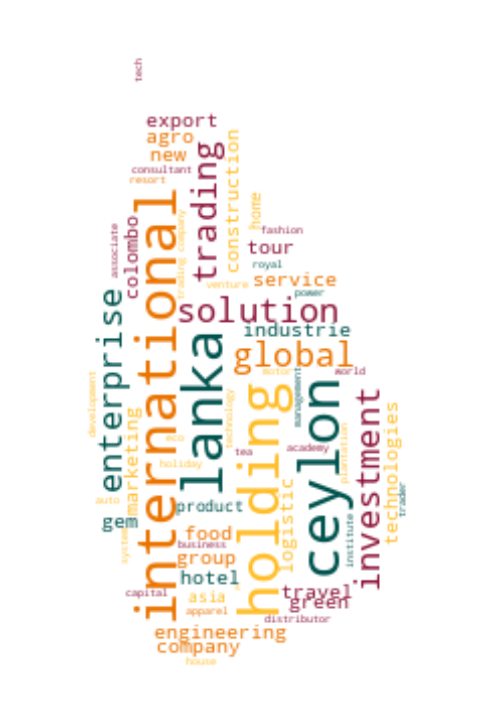 tech
export
agro
new
consultant
resort
trading
construction
international
home
trading company
colombo
associate
fashion
tour
royal
service
venture
power
solution
enterprise
industrie
lanka
global
motor
world
holding
ceylon
management
development
investment
technology
technologies
marketing
plantation
eco
tea
academy
holiday
logistic
trader
auto
product
gem
institute
system
food
business
group
hotel
capital
asia
travel
green
apparel
distributor
engineering
company
house